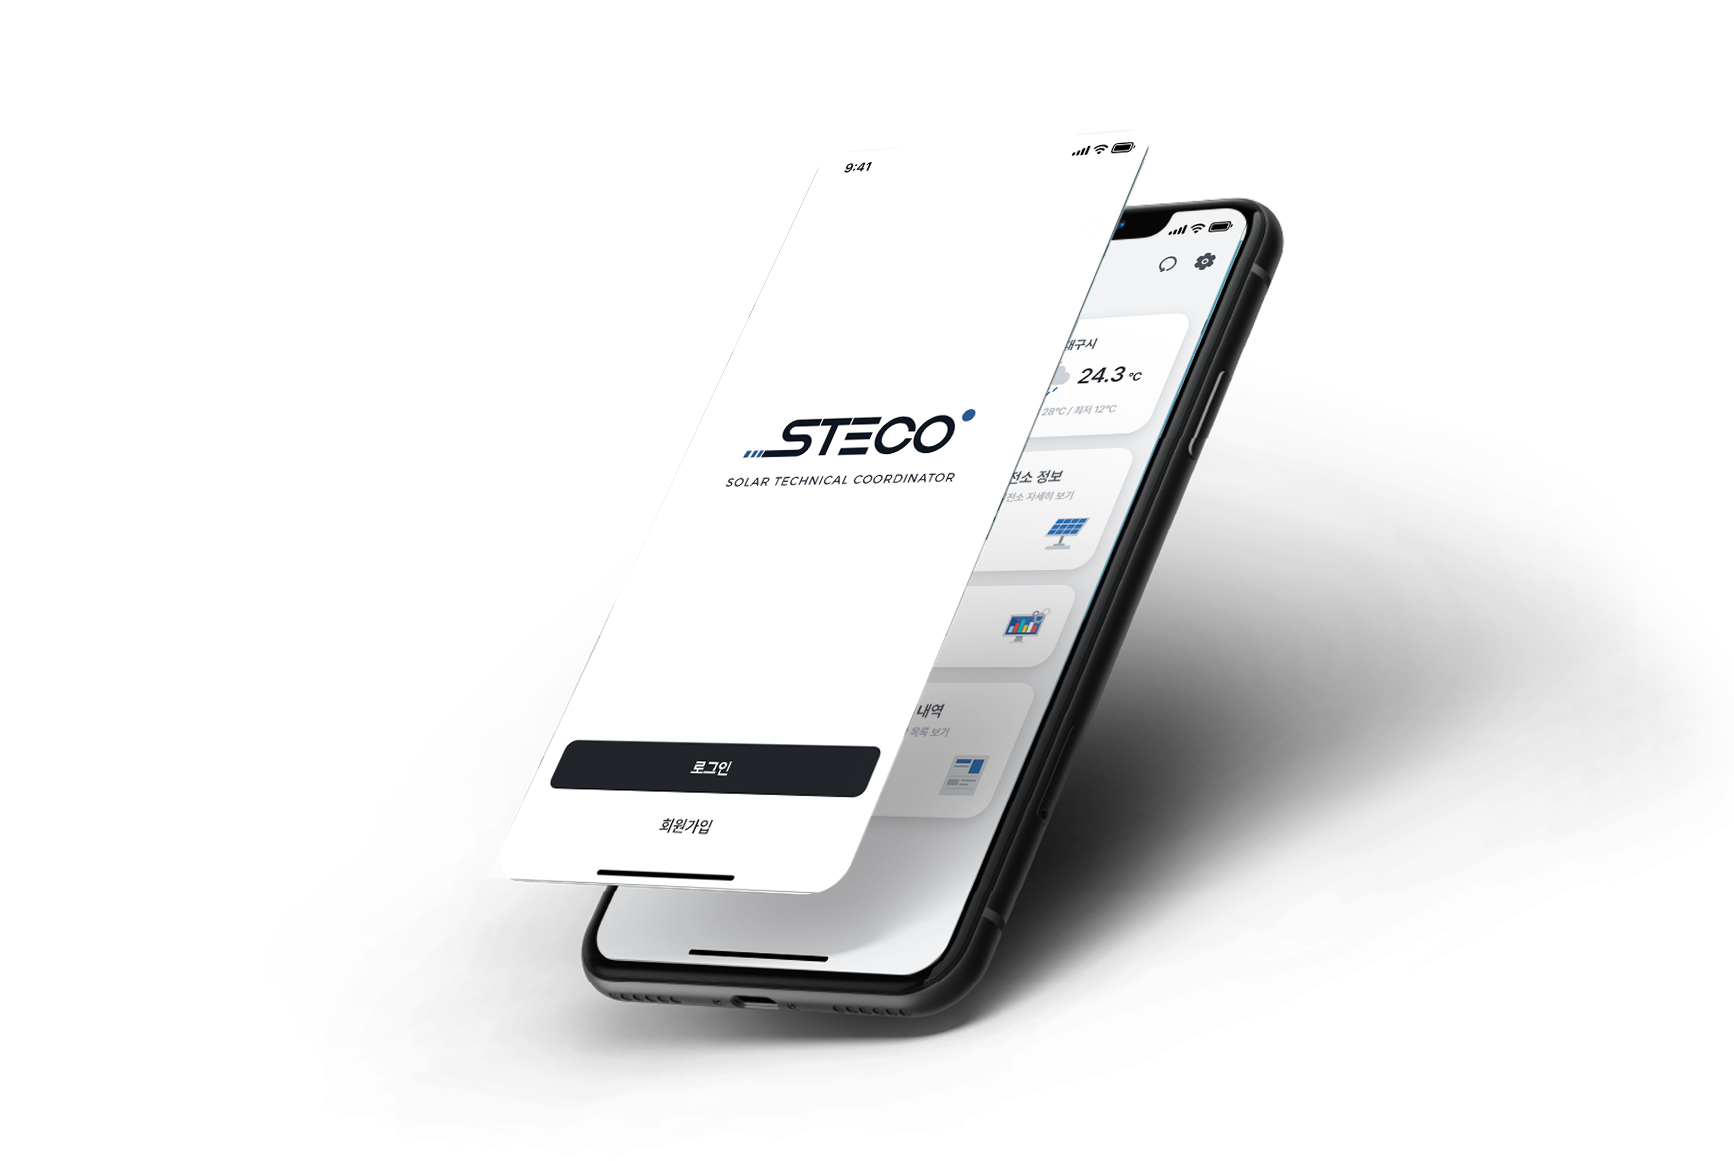 9:41
STECO
SOLAR TECHNICAL COORDINATOR
로그인
회원가입
대구시
24.3 °C
28°C / 최저 12°C
전소 정보
전소 자세히 보기
내역
목록 보기